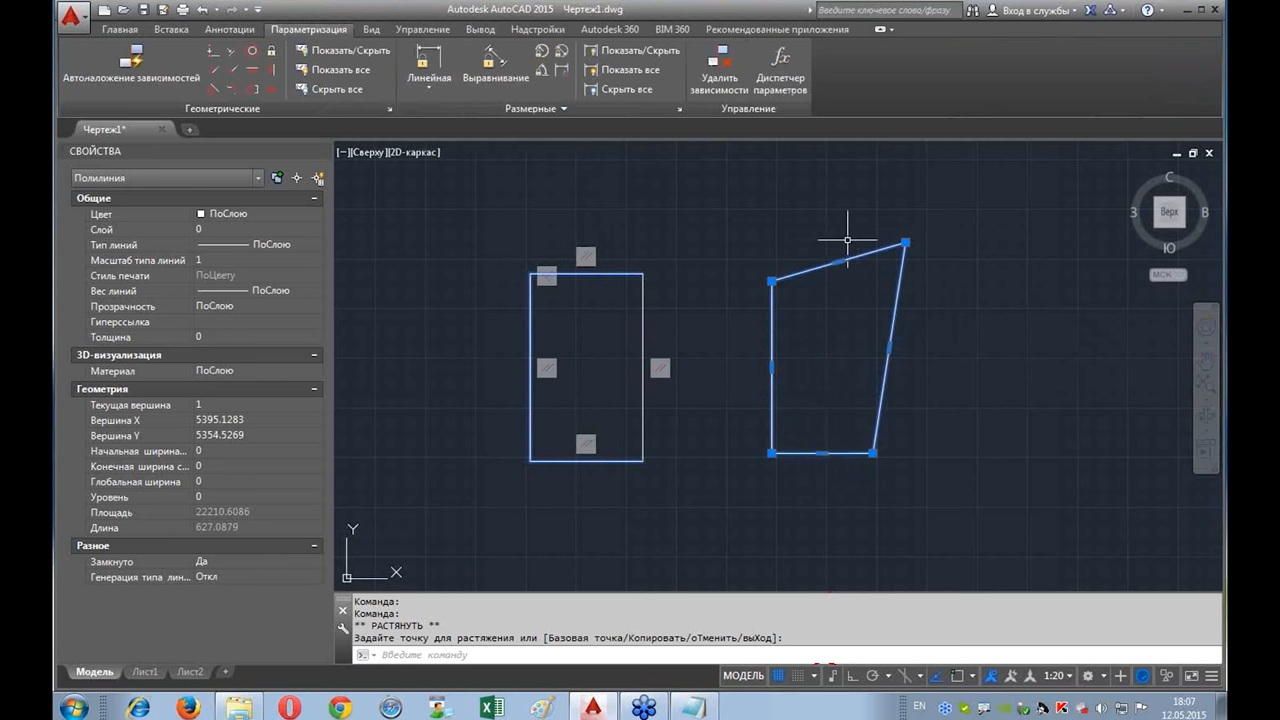 Autodesk AutoCAD 2015 Чертеж1.dwg
Введите ключевое слово/фразу
Вход в службы
Главная Вставка Аннотации Параметризация Вид Управление Вывод Надстройки Autodesk 360 BIM 360 Рекомендованные приложения
Автоналожение зависимостей
Показать/Скрыть
Показать все
Скрыть все
Геометрические
Линейная
Выравнивание
Показать/Скрыть
Показать все
Скрыть все
Размерные
Удалить зависимости
Диспетчер параметров
Управление
Чертеж1*
СВОЙСТВА
[−][Сверху][2D-каркас]
Полилиния
Общие
Цвет ПоСлою
Слой 0
Тип линий ПоСлою
Масштаб типа линий 1
Стиль печати ПоЦвету
Вес линий ПоСлою
Прозрачность ПоСлою
Гиперссылка
Толщина 0
3D-визуализация
Материал ПоСлою
Геометрия
Текущая вершина 1
Вершина X 5395.1283
Вершина Y 5354.5269
Начальная ширина... 0
Конечная ширина с... 0
Глобальная ширина 0
Уровень 0
Площадь 22210.6086
Длина 627.0879
Разное
Замкнуто Да
Генерация типа лин... Откл
С
З Верх В
Ю
МСК
Y
X
Команда:
Команда:
** РАСТЯНУТЬ **
Задайте точку для растяжения или [Базовая точка/Копировать/оТменить/выХод]:
Введите команду
Модель Лист1 Лист2 +
МОДЕЛЬ 1:20
EN 18:07
12.05.2015